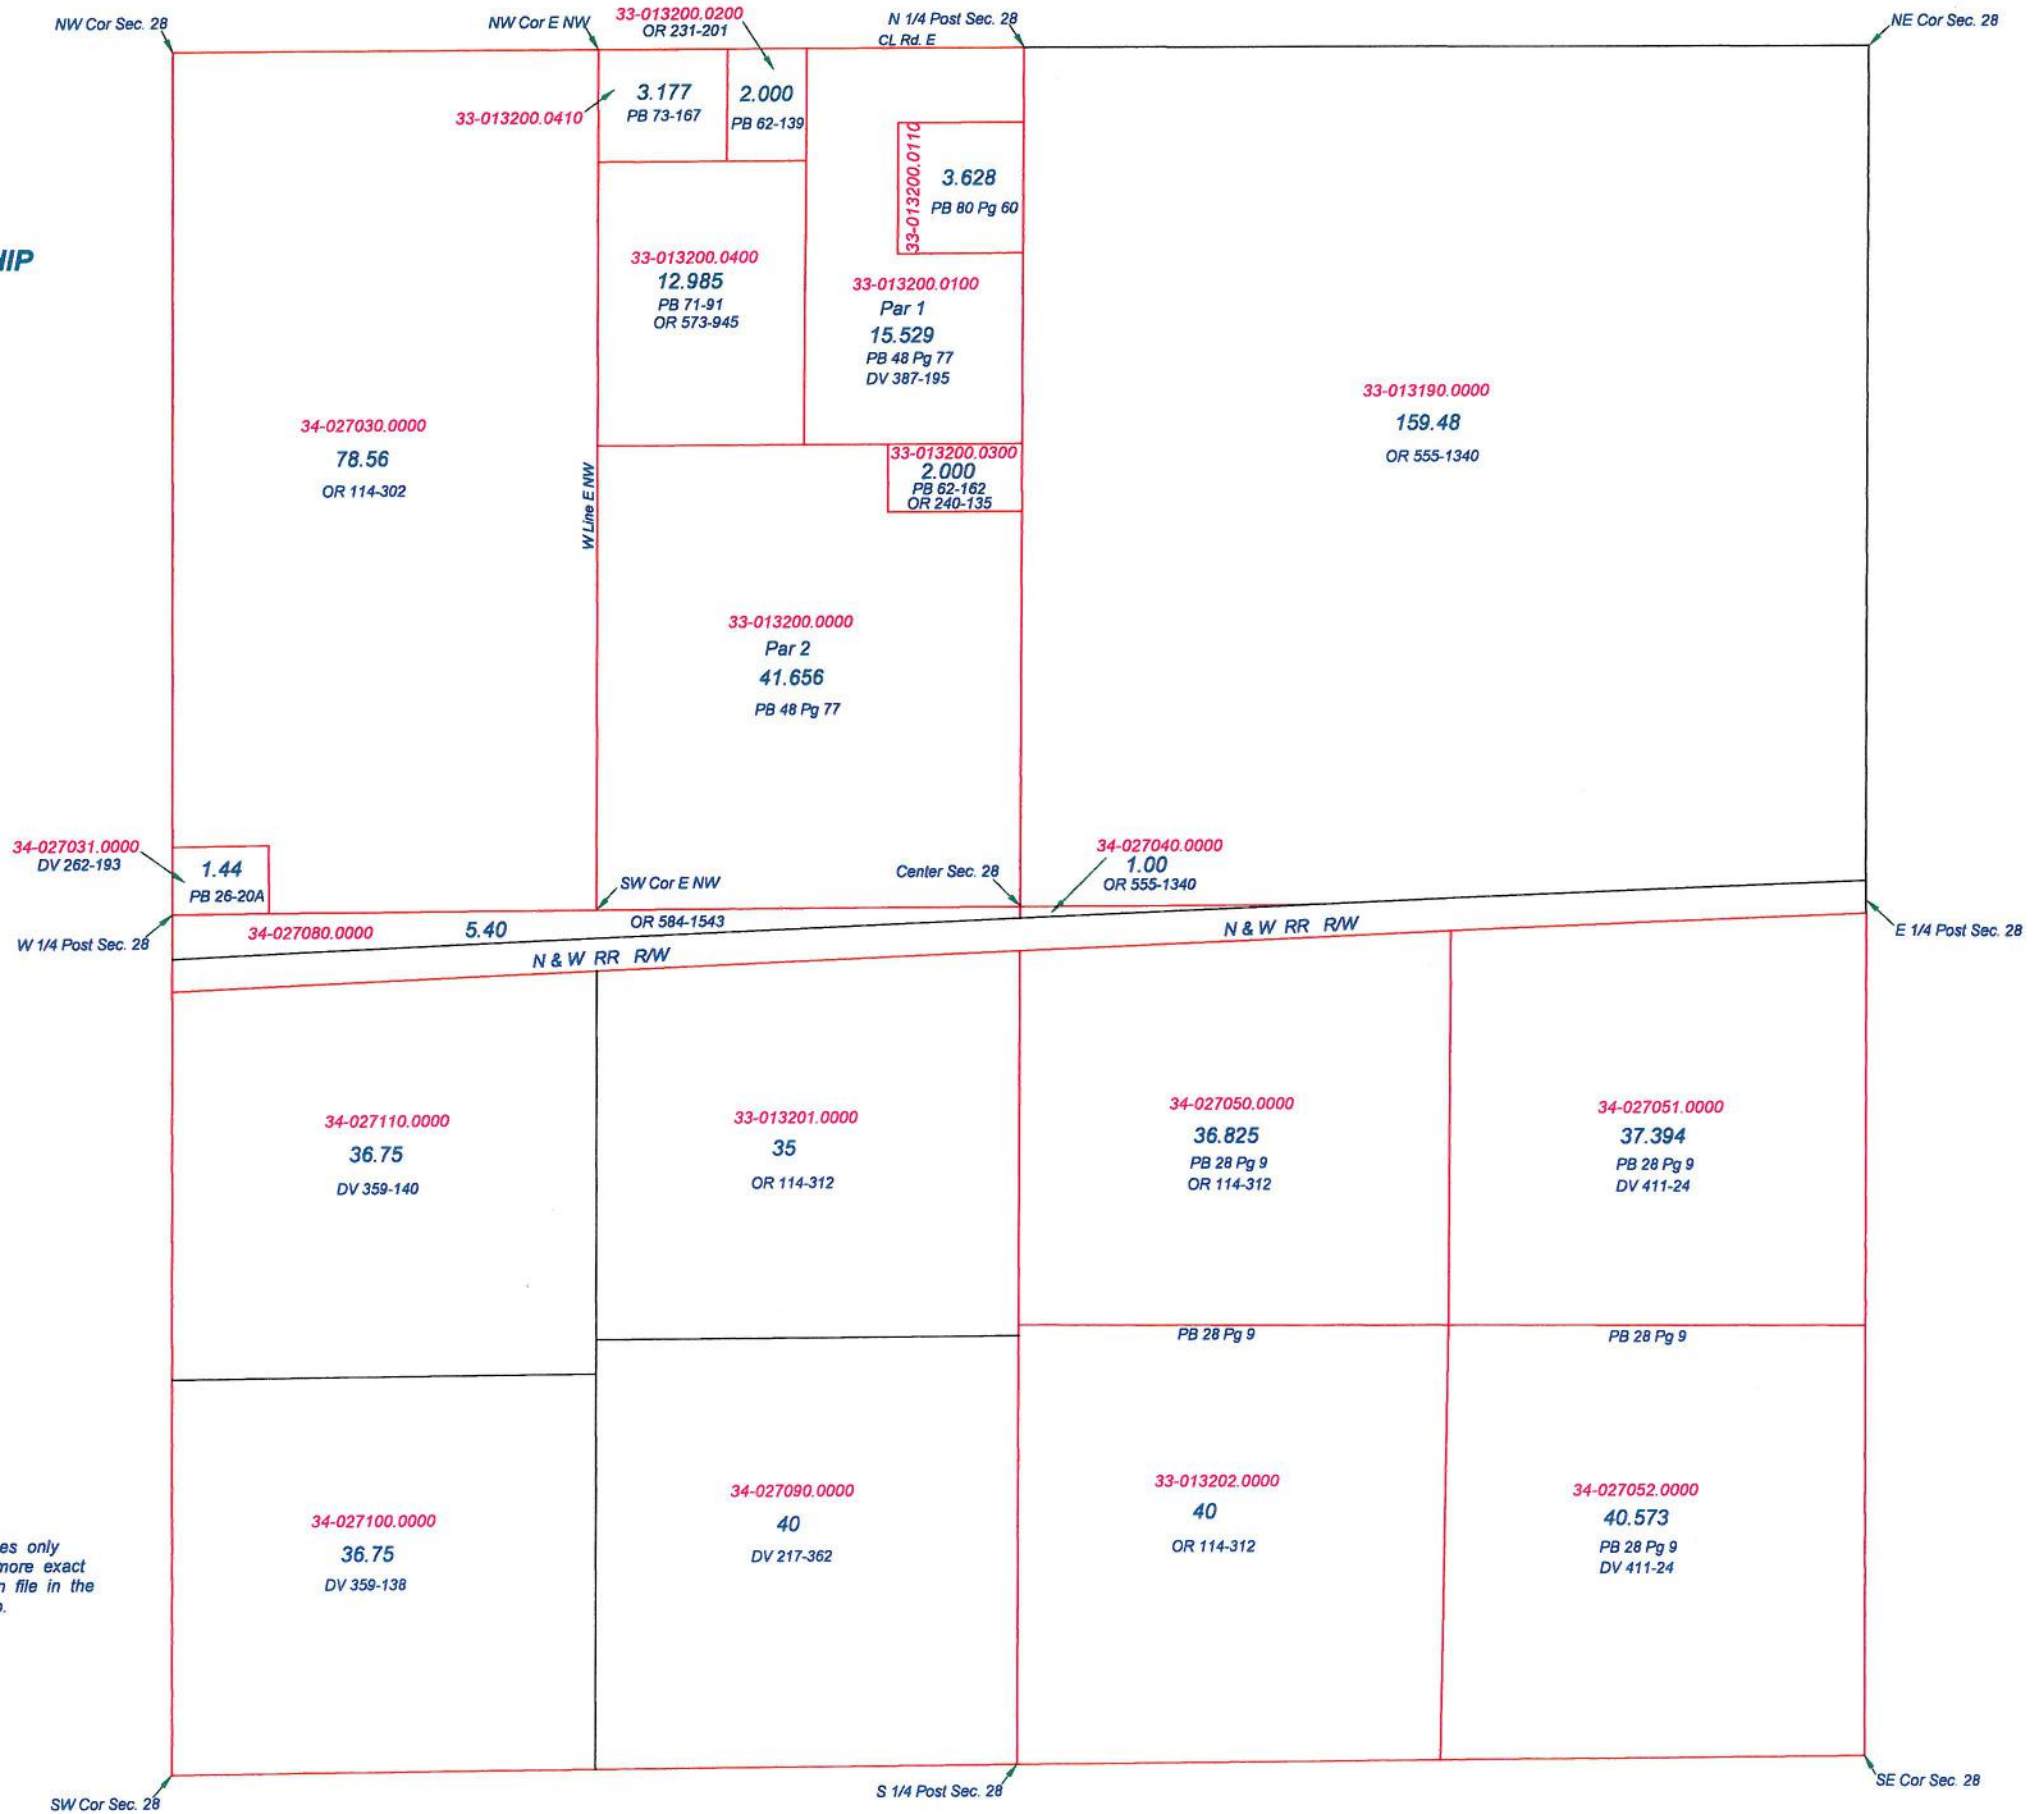 NW Cor Sec. 28
NW Cor E NW
33-013200.0200
OR 231-201
N 1/4 Post Sec. 28
CL Rd. E
NE Cor Sec. 28
33-013200.0410
3.177
PB 73-167
2.000
PB 62-139
33-013200.0110
3.628
PB 80 Pg 60
HIP
33-013200.0400
12.985
PB 71-91
OR 573-945
33-013200.0100
Par 1
15.529
PB 48 Pg 77
DV 387-195
33-013190.0000
159.48
OR 555-1340
34-027030.0000
78.56
OR 114-302
W Line E NW
33-013200.0300
2.000
PB 62-162
OR 240-135
33-013200.0000
Par 2
41.656
PB 48 Pg 77
34-027031.0000
DV 262-193
1.44
PB 26-20A
SW Cor E NW
Center Sec. 28
34-027040.0000
1.00
OR 555-1340
W 1/4 Post Sec. 28
34-027080.0000
5.40
OR 584-1543
N & W RR R/W
N & W RR R/W
E 1/4 Post Sec. 28
34-027110.0000
36.75
DV 359-140
33-013201.0000
35
OR 114-312
34-027050.0000
36.825
PB 28 Pg 9
OR 114-312
34-027051.0000
37.394
PB 28 Pg 9
DV 411-24
PB 28 Pg 9
PB 28 Pg 9
34-027100.0000
36.75
DV 359-138
34-027090.0000
40
DV 217-362
33-013202.0000
40
OR 114-312
34-027052.0000
40.573
PB 28 Pg 9
DV 411-24
es only
more exact
n file in the
o.
SW Cor Sec. 28
S 1/4 Post Sec. 28
SE Cor Sec. 28